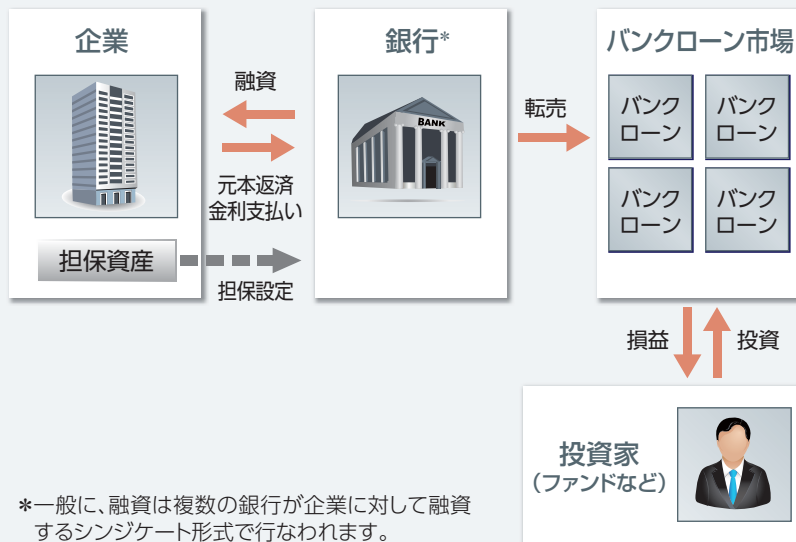 企業
銀行*
バンクローン市場
融資
元本返済
金利支払い
BANK
転売
バンク
ローン
バンク
ローン
バンク
ローン
バンク
ローン
担保資産
担保設定
損益
投資
投資家
(ファンドなど)
*一般に、融資は複数の銀行が企業に対して融資
するシンジケート形式で行なわれます。